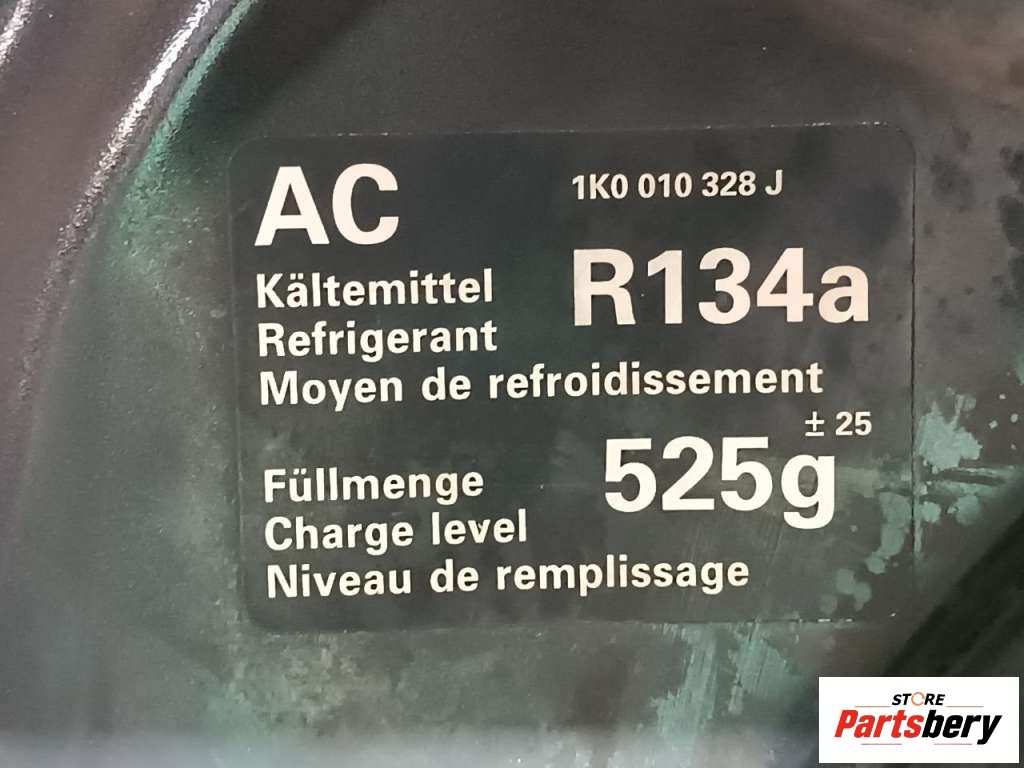 AC
1K0 010 328 J
Kältemittel
Refrigerant
Moyen de refroidissement
R134a
Füllmenge
Charge level
Niveau de remplissage
525g ± 25
STORE
Partsbery